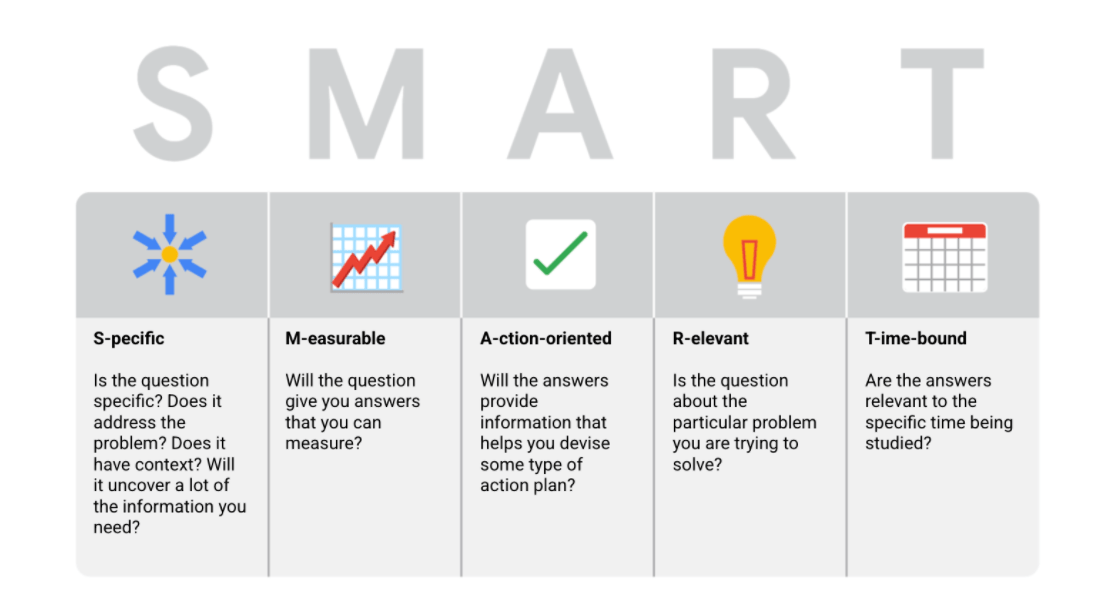 S M A R T
S-pecific
Is the question
specific? Does it
address the
problem? Does it
have context? Will
it uncover a lot of
the information you
need?
M-easurable
Will the question
give you answers
that you can
measure?
A-ction-oriented
Will the answers
provide
information that
helps you devise
some type of
action plan?
R-elevant
Is the question
about the
particular problem
you are trying to
solve?
T-ime-bound
Are the answers
relevant to the
specific time being
studied?